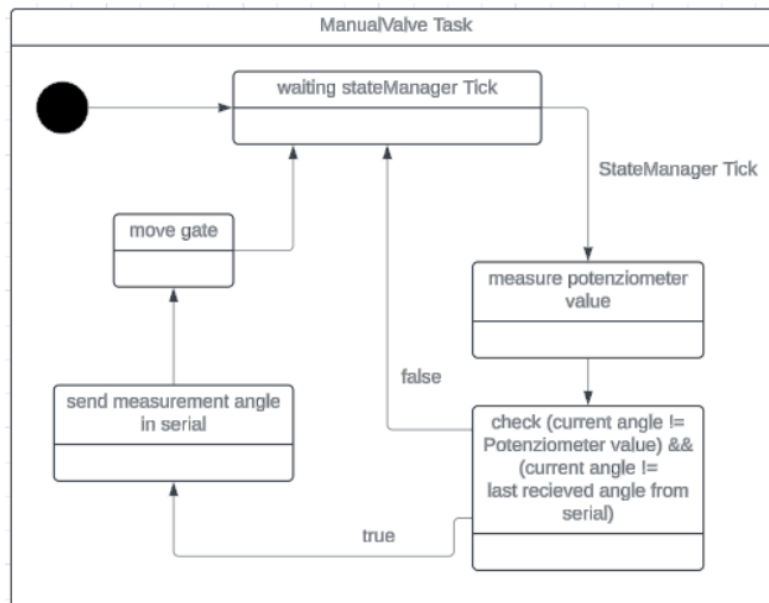 ManualValve Task
waiting stateManager Tick
StateManager Tick
move gate
measure potenziometer
value
false
send measurement angle
in serial
check (current angle !=
Potenziometer value) &&
(current angle !=
last recieved angle from
serial)
true